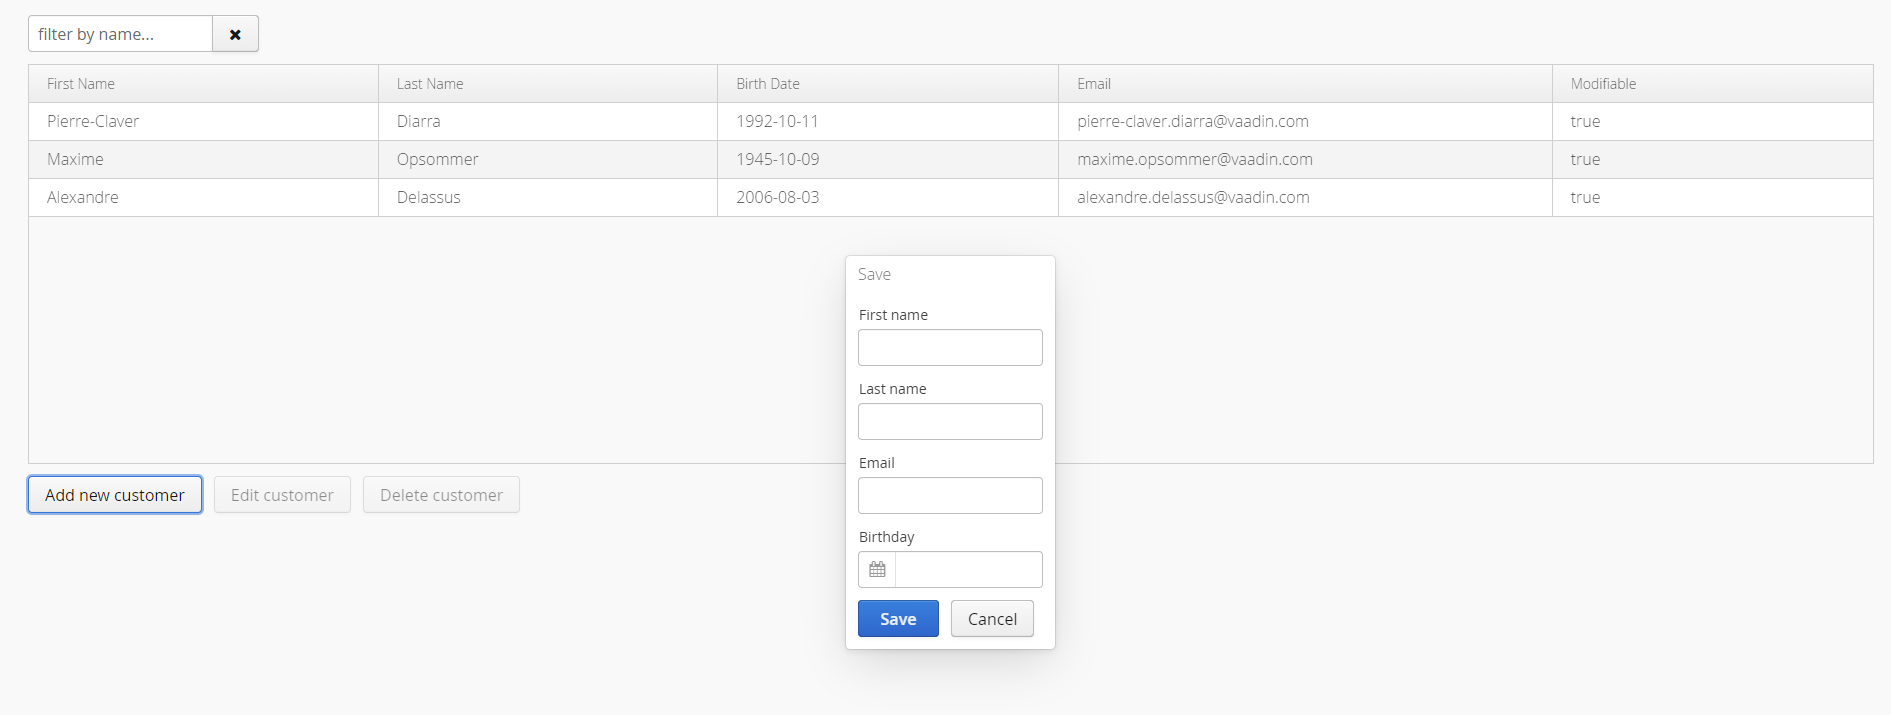 filter by name...
First Name Last Name Birth Date Email Modifiable
Pierre-Claver Diarra 1992-10-11 pierre-claver.diarra@vaadin.com true
Maxime Opsommer 1945-10-09 maxime.opsommer@vaadin.com true
Alexandre Delassus 2006-08-03 alexandre.delassus@vaadin.com true
Save
First name
Last name
Email
Birthday
Save Cancel
Add new customer Edit customer Delete customer